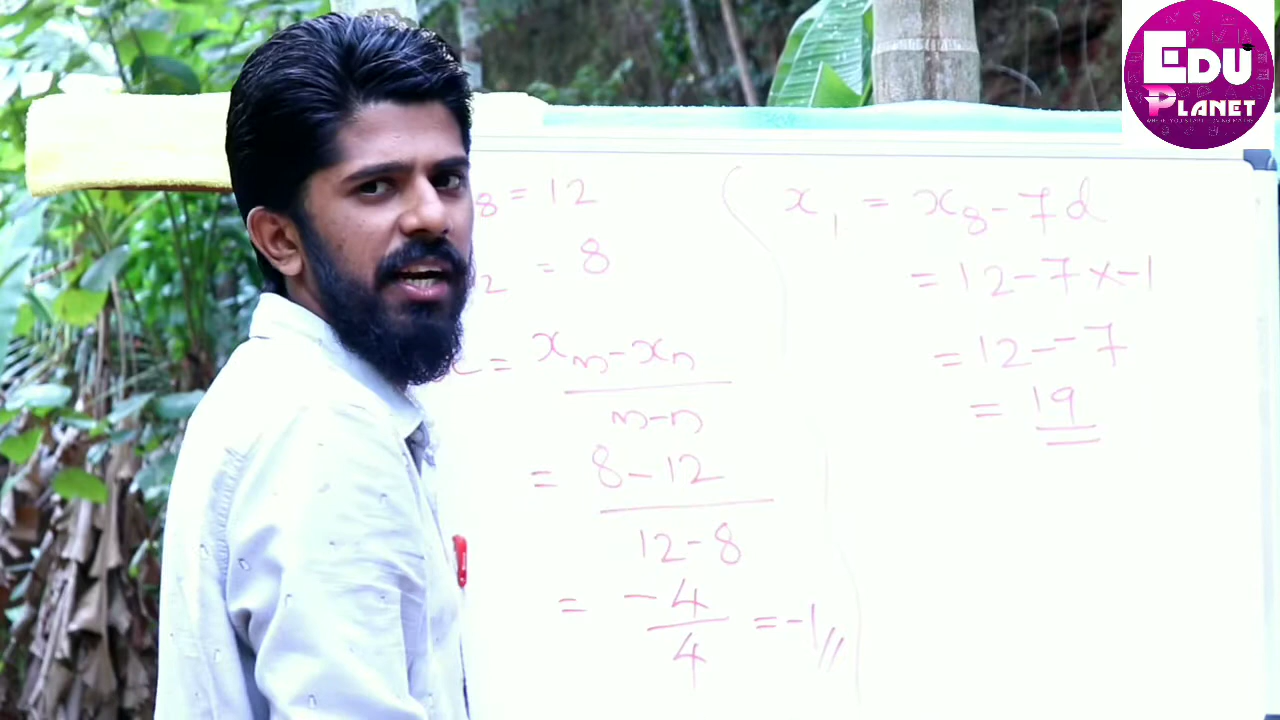 8 = 12
2 = 8
= xm - xn
m - n
= 8 - 12
12 - 8
= -4
4
= -1
x1 = x8 - 7d
= 12 - 7 x -1
= 12 - -7
= 19
EDU
PLANET